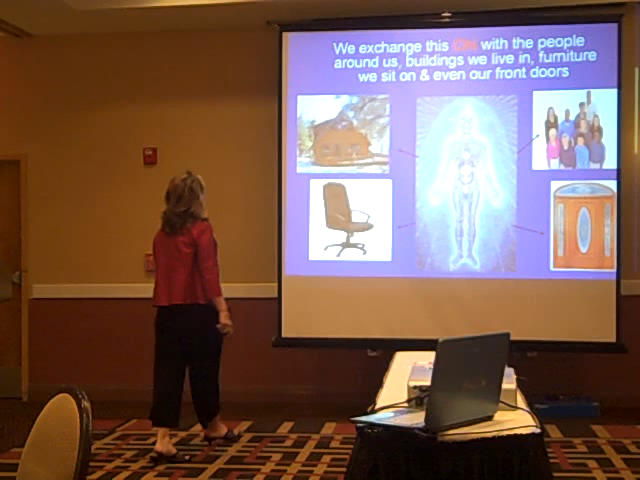 We exchange this with the people
around us, buildings we live in, furniture
we sit on & even our front doors